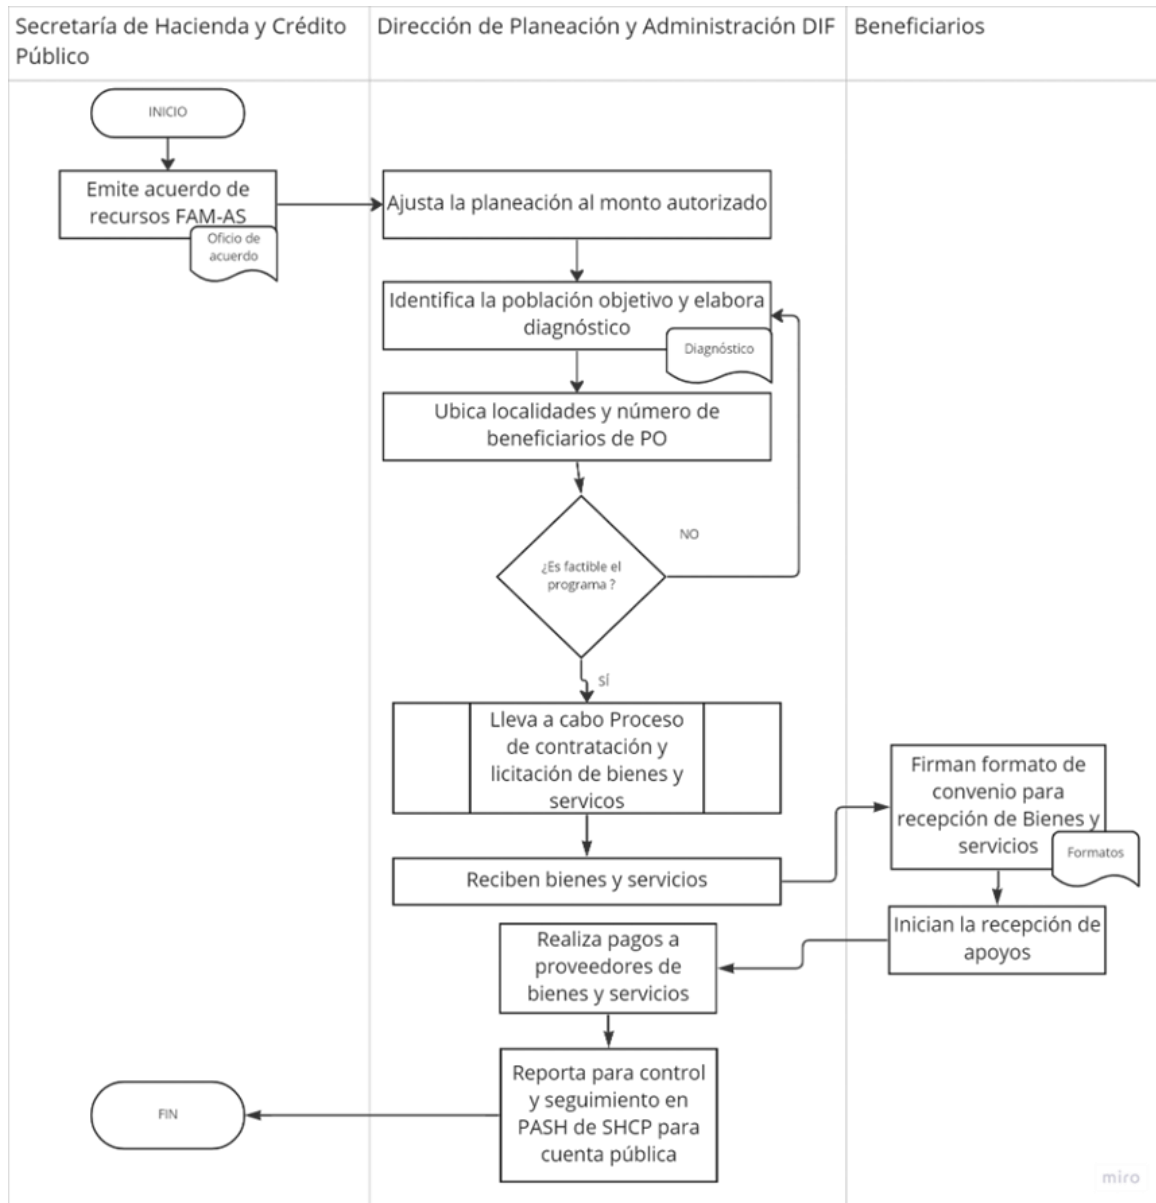 Secretaría de Hacienda y Crédito
Público
Dirección de Planeación y Administración DIF
Beneficiarios
INICIO
Emite acuerdo de
recursos FAM-AS
Oficio de
acuerdo
Ajusta la planeación al monto autorizado
Identifica la población objetivo y elabora
diagnóstico
Diagnóstico
Ubica localidades y número de
beneficiarios de PO
¿Es factible el
programa ?
NO
SÍ
Lleva a cabo Proceso
de contratación y
licitación de bienes y
servicos
Reciben bienes y servicios
Firman formato de
convenio para
recepción de Bienes y
servicios
Formatos
Inician la recepción de
apoyos
Realiza pagos a
proveedores de
bienes y servicios
Reporta para control
y seguimiento en
PASH de SHCP para
cuenta pública
FIN
miro